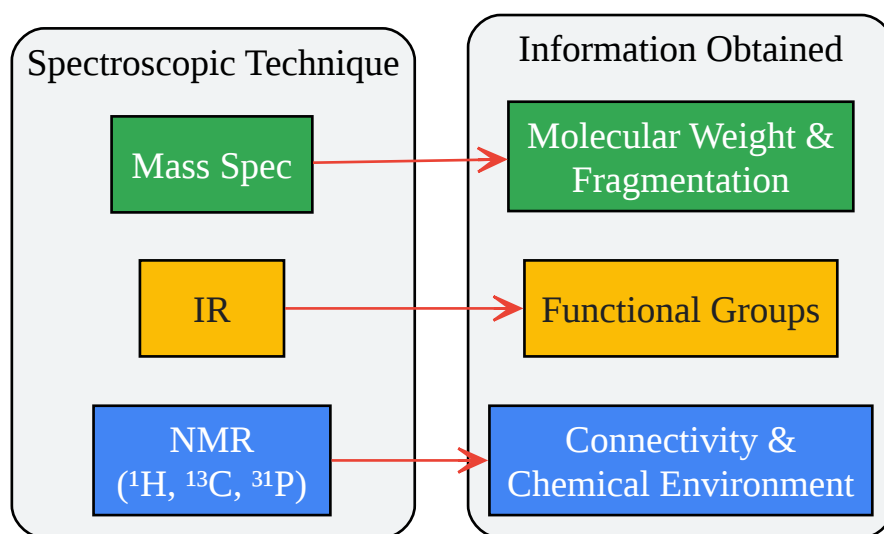 Spectroscopic Technique
Information Obtained
Mass Spec
Molecular Weight &
Fragmentation
IR
Functional Groups
NMR
(¹H, ¹³C, ³¹P)
Connectivity &
Chemical Environment